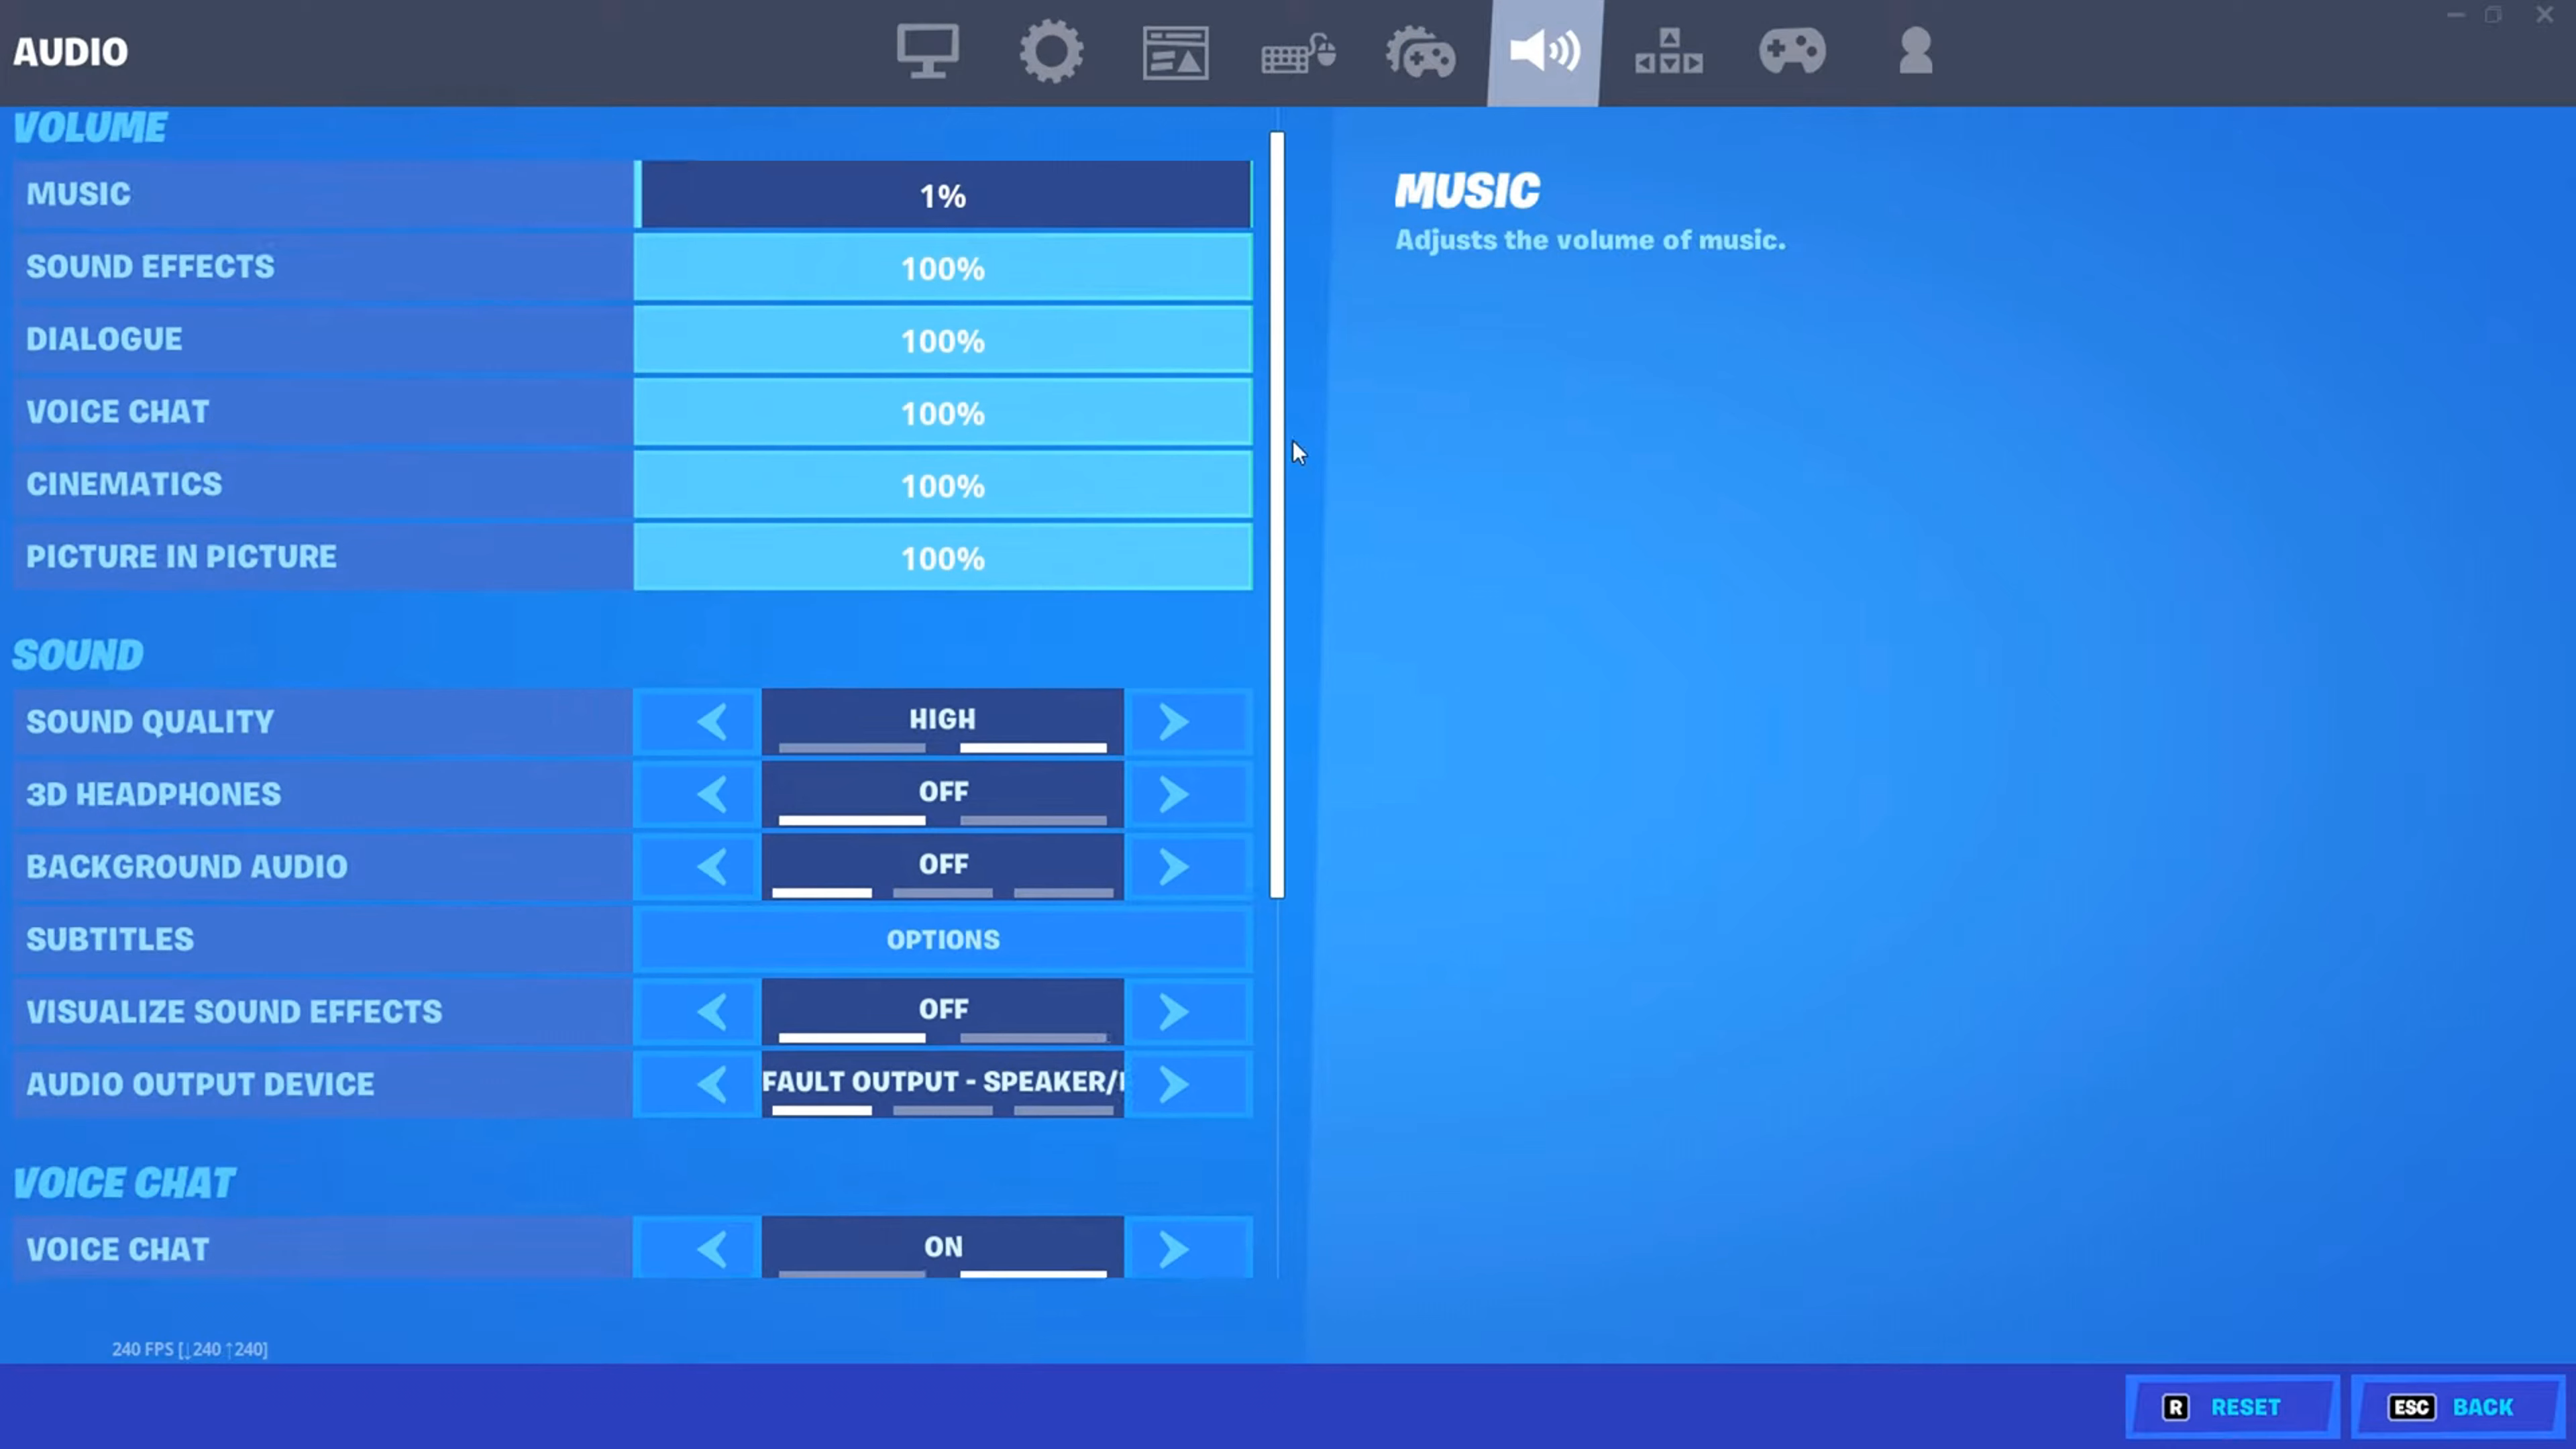 AUDIO
VOLUME
MUSIC 1%
SOUND EFFECTS 100%
DIALOGUE 100%
VOICE CHAT 100%
CINEMATICS 100%
PICTURE IN PICTURE 100%
SOUND
SOUND QUALITY HIGH
3D HEADPHONES OFF
BACKGROUND AUDIO OFF
SUBTITLES OPTIONS
VISUALIZE SOUND EFFECTS OFF
AUDIO OUTPUT DEVICE FAULT OUTPUT - SPEAKER/
VOICE CHAT
VOICE CHAT ON
MUSIC
Adjusts the volume of music.
240 FPS [↓240 ↑240]
R RESET
ESC BACK